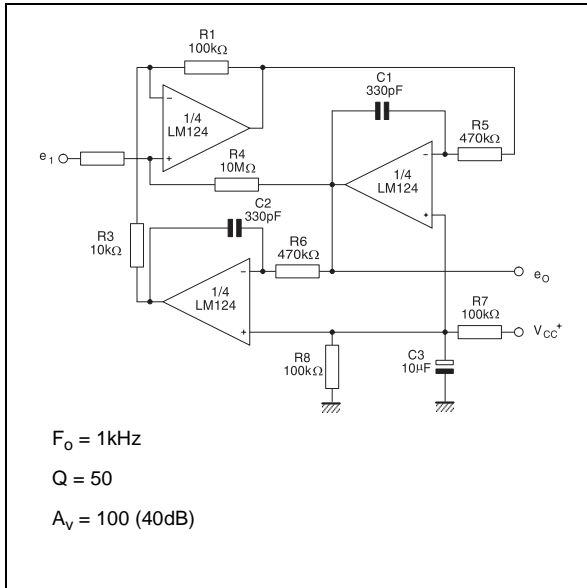 R1
100kΩ
C1
330pF
−
1/4
LM124
+
R5
470kΩ
e1
R4
10MΩ
−
1/4
LM124
+
C2
330pF
R3
10kΩ
R6
470kΩ
−
1/4
LM124
+
eO
R7
100kΩ
VCC+
R8
100kΩ
C3
10µF
Fo = 1kHz
Q = 50
Av = 100 (40dB)